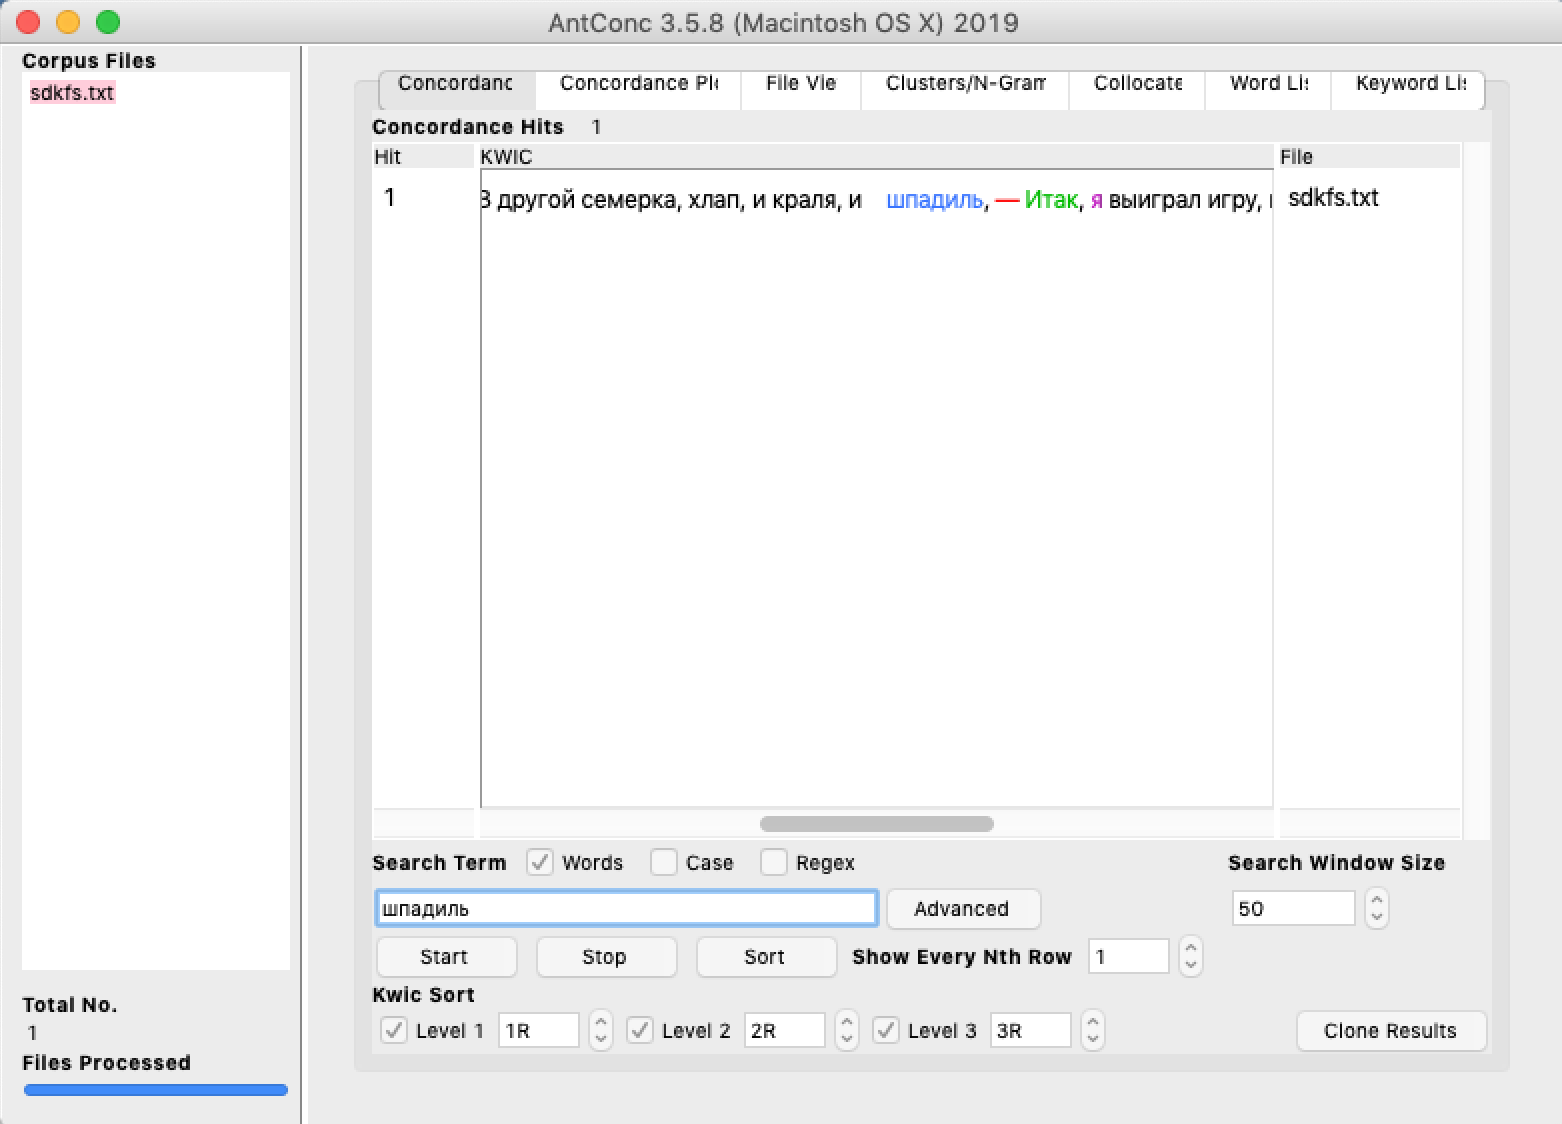 AntConc 3.5.8 (Macintosh OS X) 2019
Corpus Files
sdkfs.txt
Total No.
1
Files Processed
Concordanc Concordance Pl File Vie Clusters/N-Gram Collocate Word Lis Keyword Lis
Concordance Hits 1
Hit KWIC File
1 В другой семерка, хлап, и краля, и шпадиль, — Итак, я выиграл игру, sdkfs.txt
Search Term Words Case Regex Search Window Size
шпадиль Advanced 50
Start Stop Sort Show Every Nth Row 1
Kwic Sort
Level 1 1R Level 2 2R Level 3 3R Clone Results